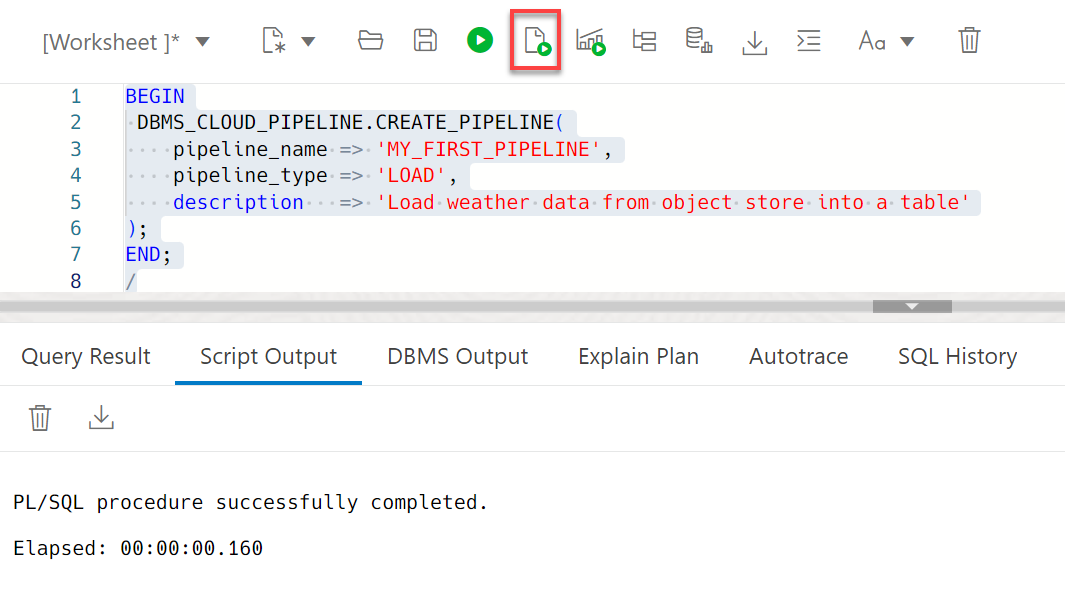 [Worksheet ]*
Aa
1 BEGIN
2 DBMS_CLOUD_PIPELINE.CREATE_PIPELINE(
3 pipeline_name => 'MY_FIRST_PIPELINE',
4 pipeline_type => 'LOAD',
5 description => 'Load weather data from object store into a table'
6 );
7 END;
8 /
Query Result Script Output DBMS Output Explain Plan Autotrace SQL History
PL/SQL procedure successfully completed.
Elapsed: 00:00:00.160